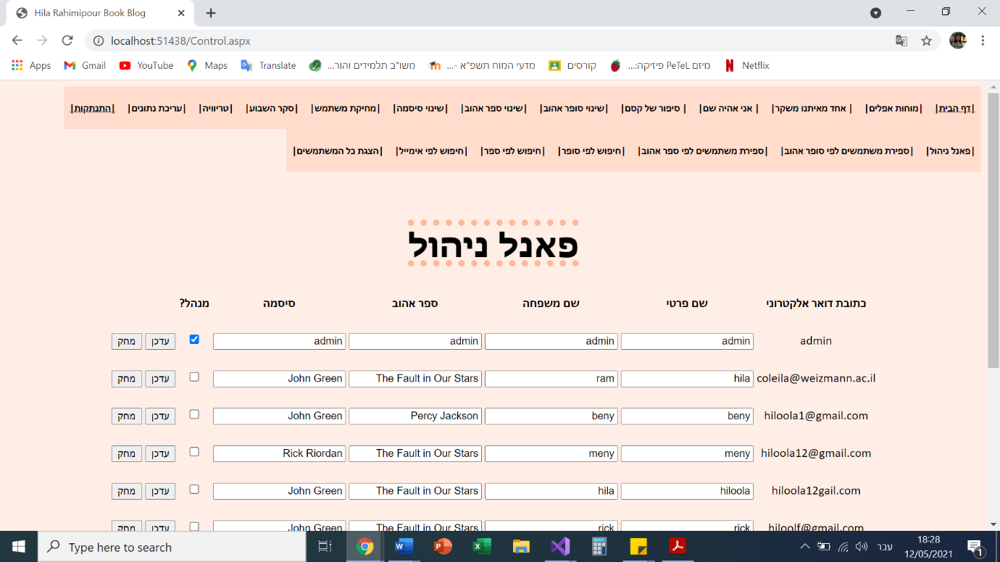 Hila Rahimipour Book Blog
localhost:51438/Control.aspx
Apps Gmail YouTube Maps Translate משו"ב תלמידים והור... מדעי המוח תשפ"א -... קורסים מיזם PeTeL פיזיקה:... Netflix
|דף הבית| |מוחות אפלים| |אחד מאיתנו משקר| |אני אהיה שם| |סיפור של קסם| |שינוי סופר אהוב| |שינוי ספר אהוב| |שינוי סיסמה| |מחיקת משתמש| |סקר השבוע| |טריוויה| |עריכת נתונים| |התנתקות|
|פאנל ניהול| |ספירת משתמשים לפי סופר אהוב| |ספירת משתמשים לפי ספר אהוב| |חיפוש לפי סופר| |חיפוש לפי ספר| |חיפוש לפי אימייל| |הצגת כל המשתמשים|
פאנל ניהול
כתובת דואר אלקטרוני שם פרטי שם משפחה ספר אהוב סיסמה מנהל?
admin admin admin admin admin עדכן מחק
coleila@weizmann.ac.il hila ram The Fault in Our Stars John Green עדכן מחק
hiloola1@gmail.com beny beny Percy Jackson John Green עדכן מחק
hiloola12@gmail.com meny meny The Fault in Our Stars Rick Riordan עדכן מחק
hiloola12gail.com hiloola hila The Fault in Our Stars John Green עדכן מחק
hiloolf@gmail.com rick rick The Fault in Our Stars John Green עדכן מחק
Type here to search
עבר
18:28
12/05/2021
1